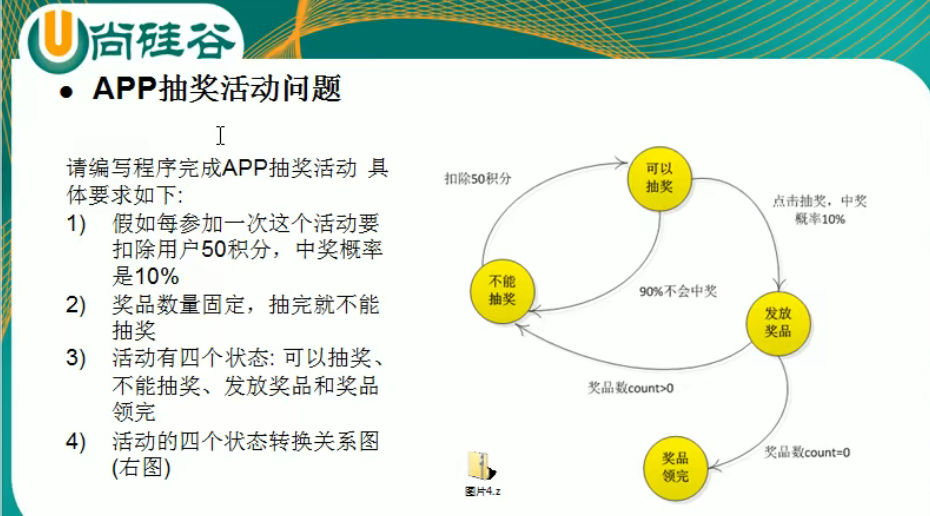 尚硅谷
● APP抽奖活动问题
请编写程序完成APP抽奖活动 具
体要求如下:
1) 假如每参加一次这个活动要
扣除用户50积分，中奖概率
是10%
2) 奖品数量固定，抽完就不能
抽奖
3) 活动有四个状态: 可以抽奖、
不能抽奖、发放奖品和奖品
领完
4) 活动的四个状态转换关系图
(右图)
扣除50积分
可以
抽奖
点击抽奖，中奖
概率10%
不能
抽奖
90%不会中奖
发放
奖品
奖品数count>0
奖品数count=0
奖品
领完
图片4.z